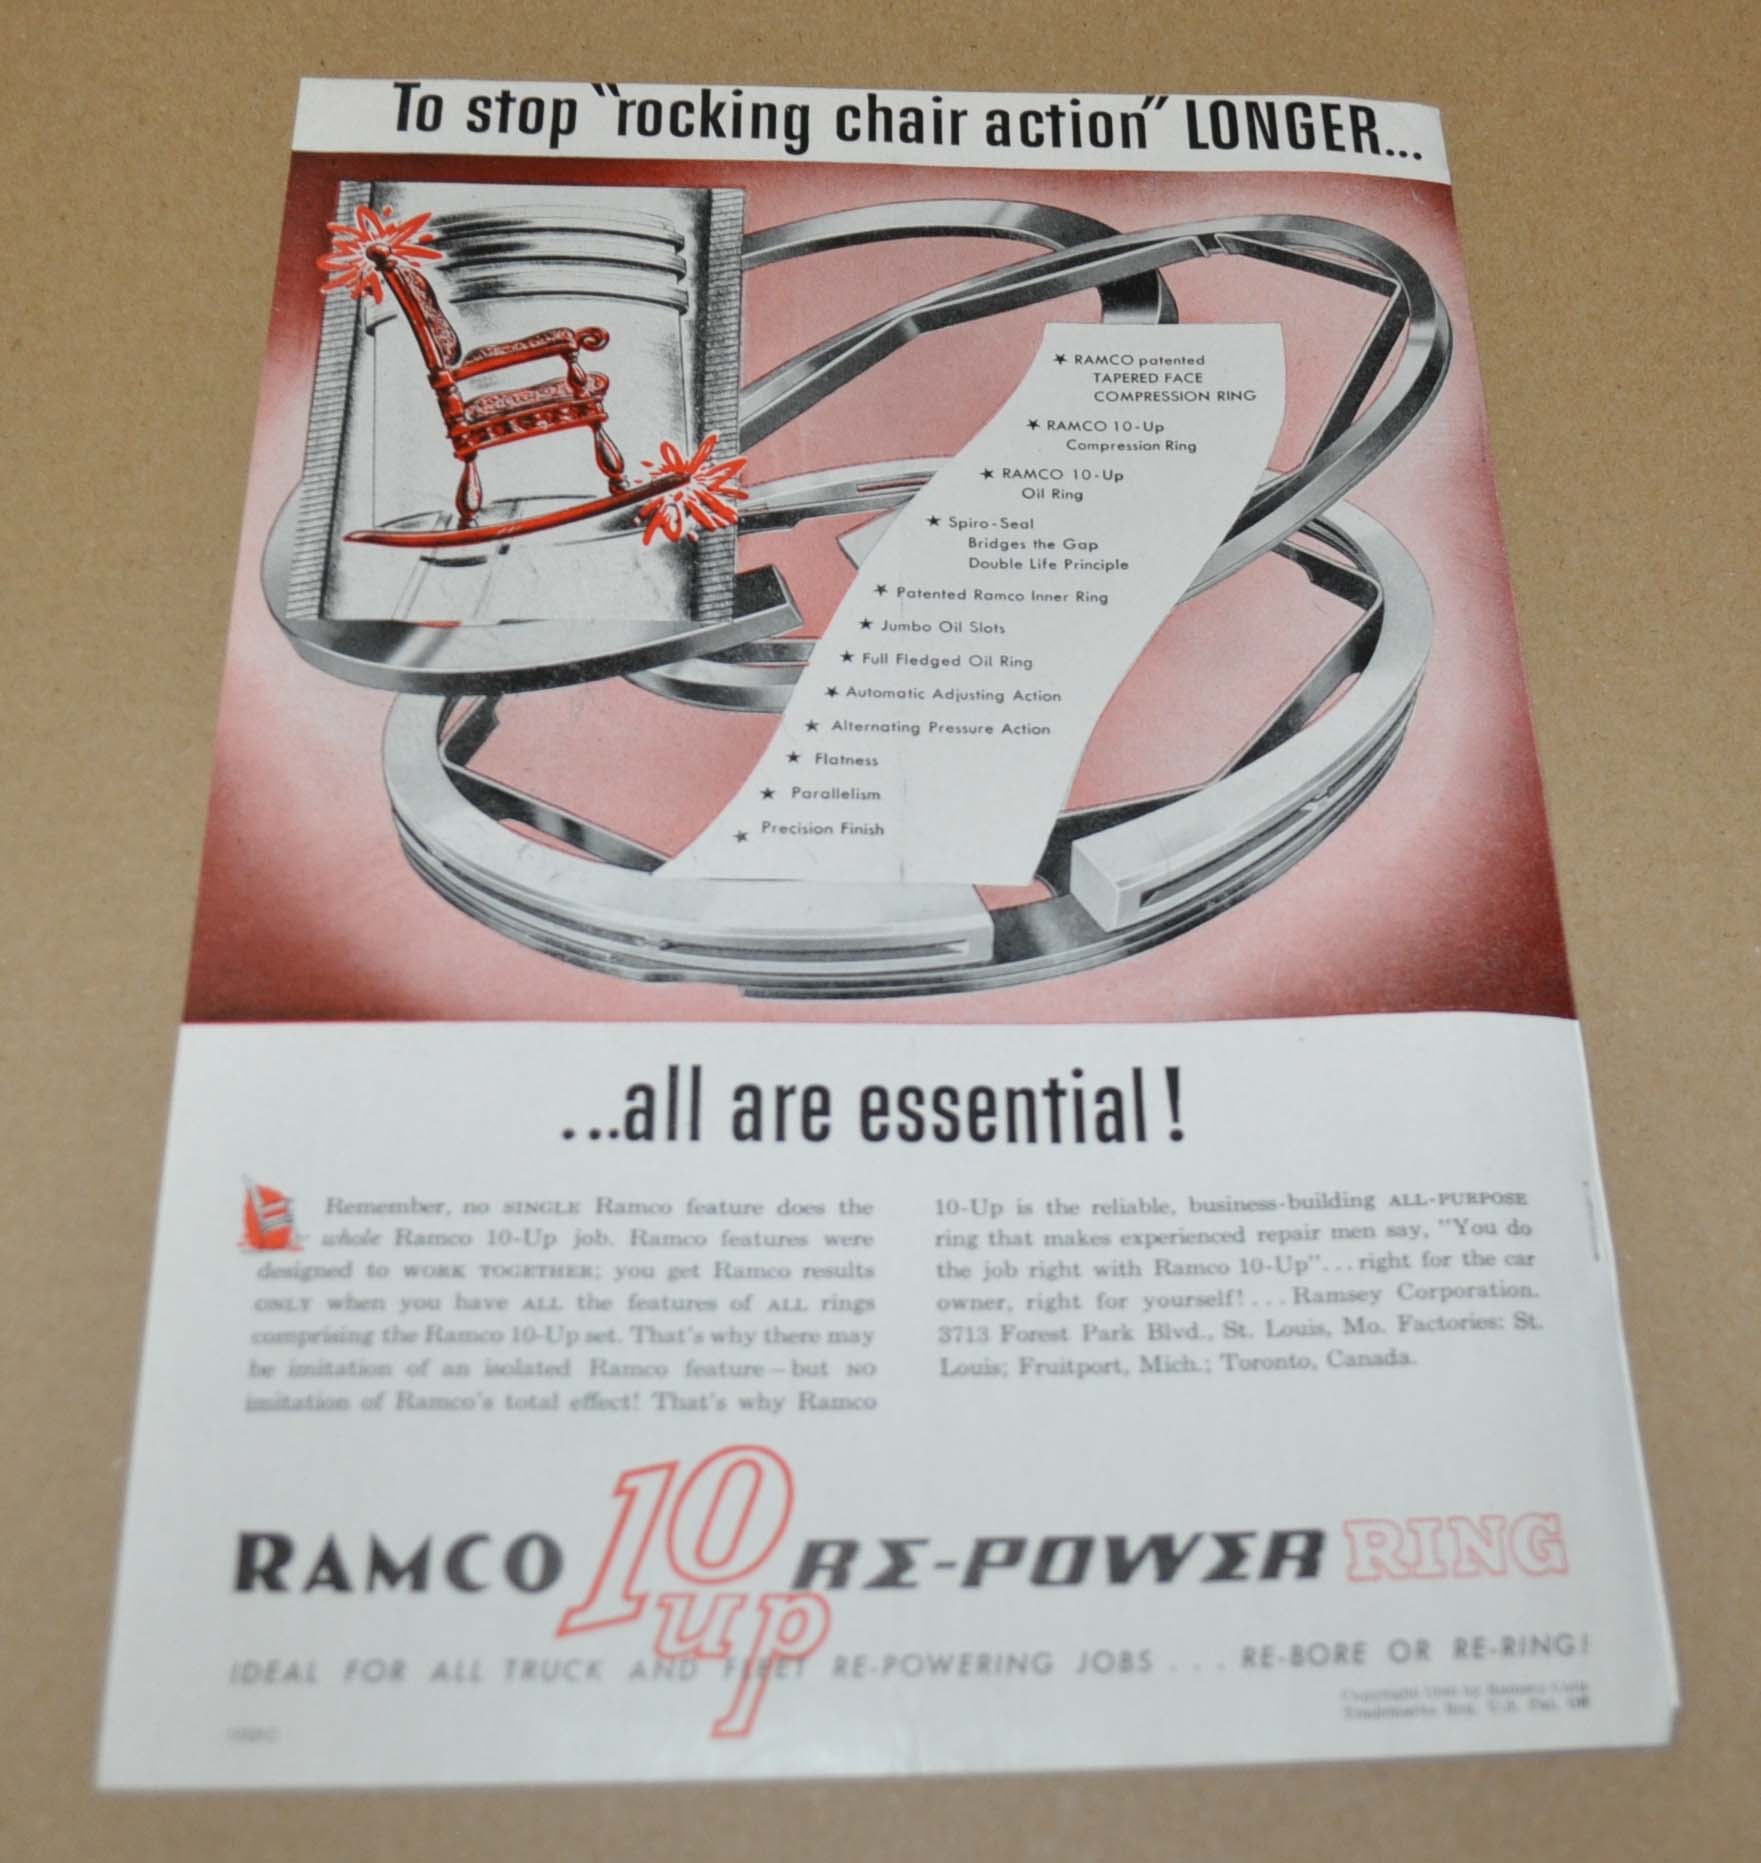 To stop "rocking chair action" LONGER...
★ RAMCO patented
TAPERED FACE
COMPRESSION RING
★ RAMCO 10-Up
Compression Ring
★ RAMCO 10-Up
Oil Ring
★ Spiro-Seal
Bridges the Gap
Double Life Principle
★ Patented Ramco Inner Ring
★ Jumbo Oil Slots
★ Full Fledged Oil Ring
★ Automatic Adjusting Action
★ Alternating Pressure Action
★ Flatness
★ Parallelism
★ Precision Finish
...all are essential!
Remember, no SINGLE Ramco feature does the
whole Ramco 10-Up job. Ramco features were
designed to WORK TOGETHER; you get Ramco results
ONLY when you have ALL the features of ALL rings
comprising the Ramco 10-Up set. That's why there may
be imitation of an isolated Ramco feature—but NO
imitation of Ramco's total effect! That's why Ramco
10-Up is the reliable, business-building ALL-PURPOSE
ring that makes experienced repair men say, "You do
the job right with Ramco 10-Up"...right for the car
owner, right for yourself!...Ramsey Corporation.
3713 Forest Park Blvd., St. Louis, Mo. Factories: St.
Louis; Fruitport, Mich.; Toronto, Canada.
RAMCO 10 up RE-POWER RING
IDEAL FOR ALL TRUCK AND FLEET RE-POWERING JOBS ... RE-BORE OR RE-RING!
Copyright by Ramsey Corp.
Trademarks Reg. U.S. Pat. Off.